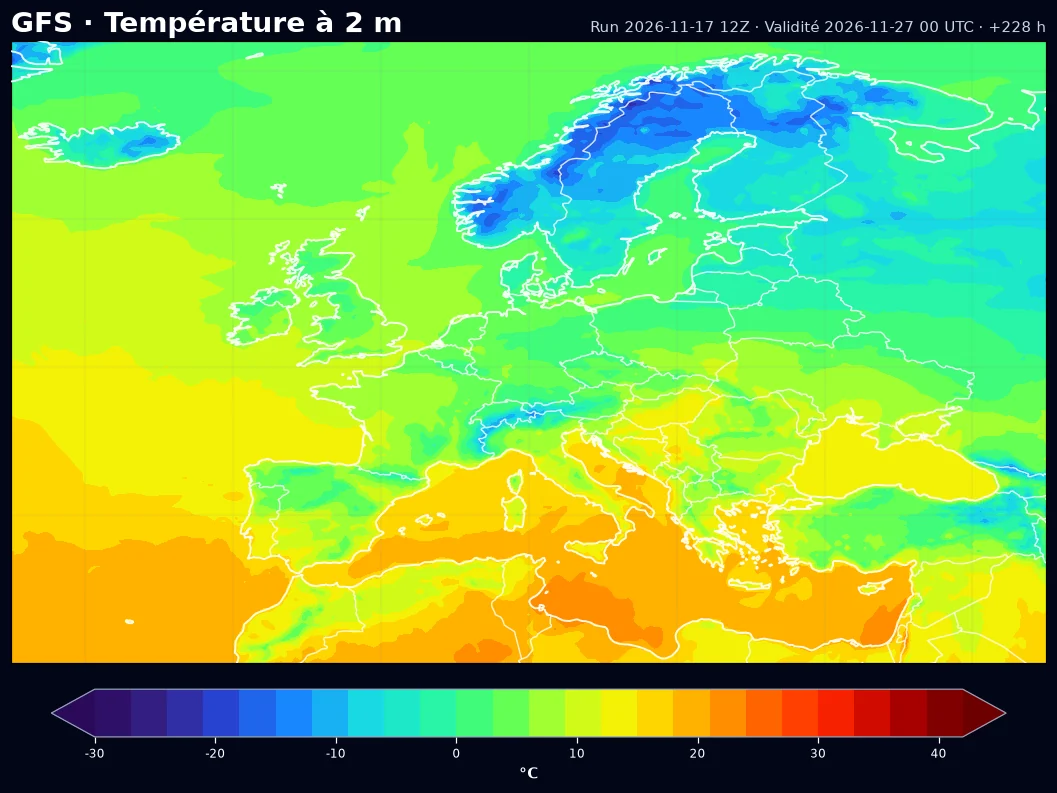 GFS · Température à 2 m
Run 2026-11-17 12Z · Validité 2026-11-27 00 UTC · +228 h
-30 -20 -10 0 10 20 30 40
°C